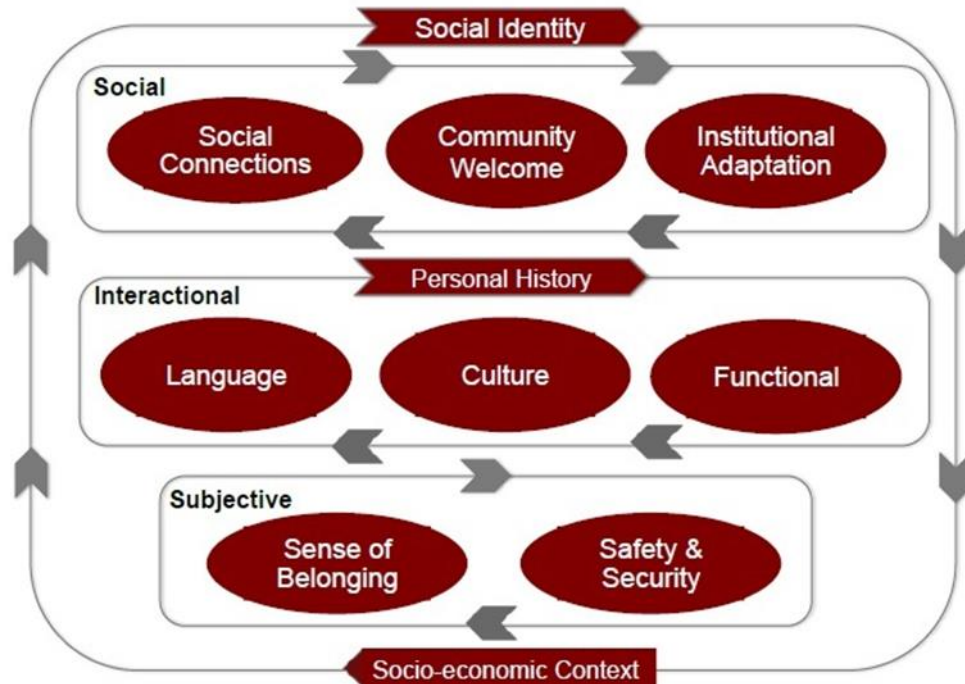 Social Identity
Social
Social
Connections
Community
Welcome
Institutional
Adaptation
Personal History
Interactional
Language
Culture
Functional
Subjective
Sense of
Belonging
Safety &
Security
Socio-economic Context